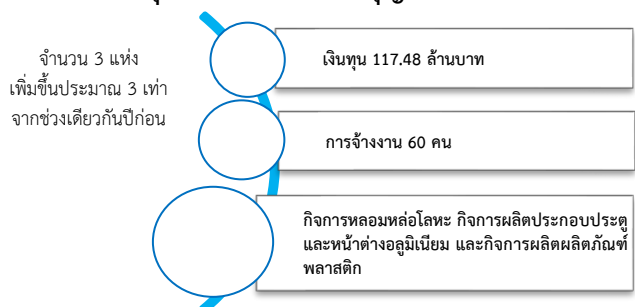 จำนวน 3 แห่ง
เพิ่มขึ้นประมาณ 3 เท่า
จากช่วงเดียวกันปีก่อน
เงินทุน 117.48 ล้านบาท
การจ้างงาน 60 คน
กิจการหลอมหล่อโลหะ กิจการผลิตประกอบประตู
และหน้าต่างอลูมิเนียม และกิจการผลิตผลิตภัณฑ์
พลาสติก